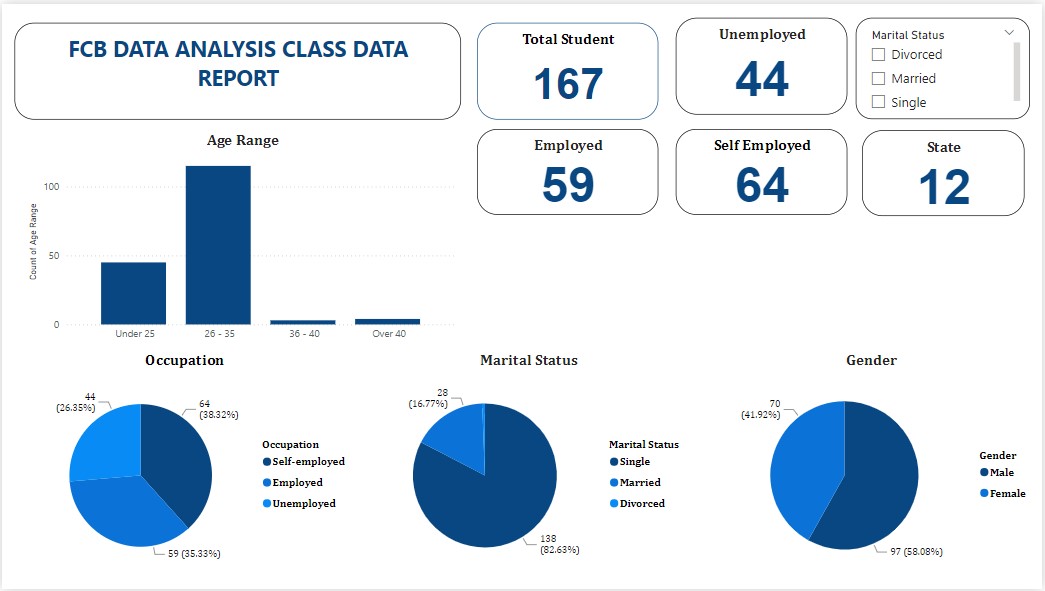 FCB DATA ANALYSIS CLASS DATA
REPORT
Total Student
167
Unemployed
44
Marital Status
Divorced
Married
Single
Employed
59
Self Employed
64
State
12
Age Range
Count of Age Range
100
50
0
Under 25
26 - 35
36 - 40
Over 40
Occupation
44
(26.35%)
64
(38.32%)
59 (35.33%)
Occupation
Self-employed
Employed
Unemployed
Marital Status
28
(16.77%)
138
(82.63%)
Marital Status
Single
Married
Divorced
Gender
70
(41.92%)
97 (58.08%)
Gender
Male
Female